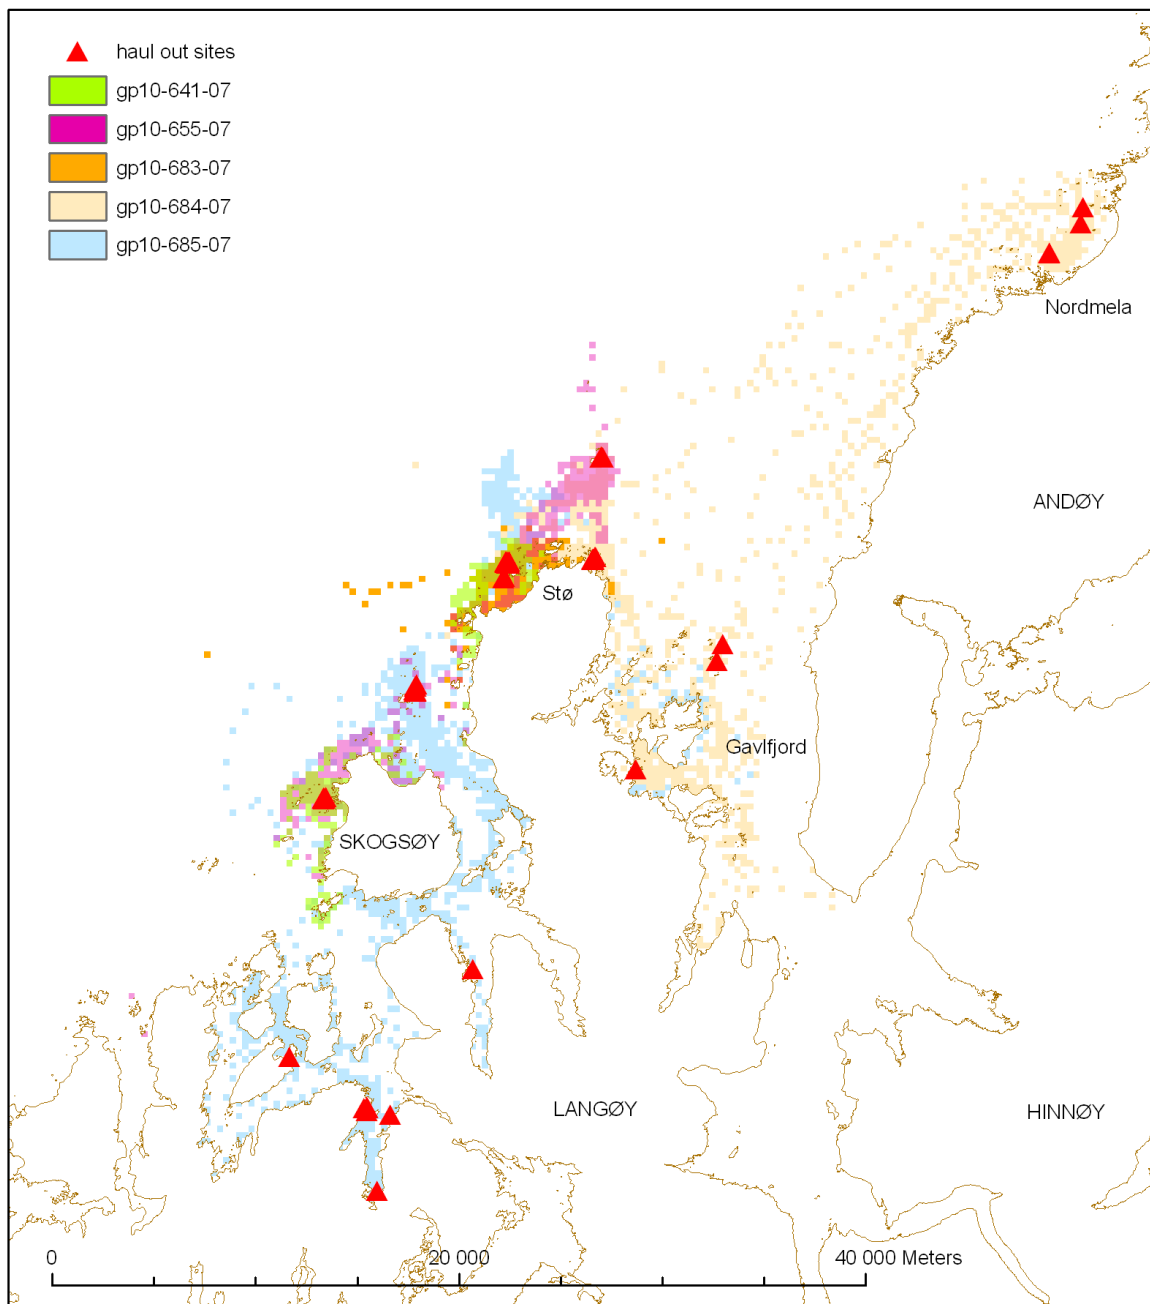 haul out sites
gp10-641-07
gp10-655-07
gp10-683-07
gp10-684-07
gp10-685-07
Nordmela
ANDØY
Stø
Gavlfjord
SKOGSØY
LANGØY
HINNØY
0 20 000 40 000 Meters